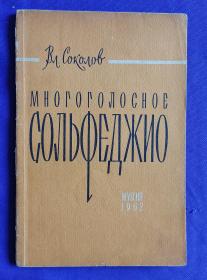 Вл Соколов
МНОГОГОЛОСНОЕ
СОЛЬФЕДЖИО
МУЗГИЗ
1962